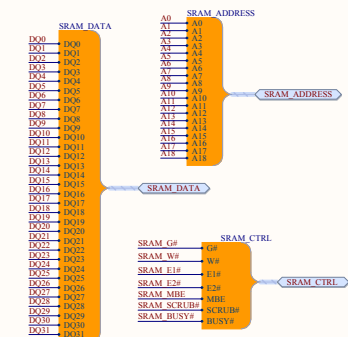 SRAM_DATA
DQ0 DQ0
DQ1 DQ1
DQ2 DQ2
DQ3 DQ3
DQ4 DQ4
DQ5 DQ5
DQ6 DQ6
DQ7 DQ7
DQ8 DQ8
DQ9 DQ9
DQ10 DQ10
DQ11 DQ11
DQ12 DQ12
DQ13 DQ13
DQ14 DQ14
DQ15 DQ15
DQ16 DQ16
DQ17 DQ17
DQ18 DQ18
DQ19 DQ19
DQ20 DQ20
DQ21 DQ21
DQ22 DQ22
DQ23 DQ23
DQ24 DQ24
DQ25 DQ25
DQ26 DQ26
DQ27 DQ27
DQ28 DQ28
DQ29 DQ29
DQ30 DQ30
DQ31 DQ31
SRAM_DATA
SRAM_ADDRESS
A0 A0
A1 A1
A2 A2
A3 A3
A4 A4
A5 A5
A6 A6
A7 A7
A8 A8
A9 A9
A10 A10
A11 A11
A12 A12
A13 A13
A14 A14
A15 A15
A16 A16
A17 A17
A18 A18
SRAM_ADDRESS
SRAM_CTRL
SRAM_G# G#
SRAM_W# W#
SRAM_E1# E1#
SRAM_E2# E2#
SRAM_MBE MBE
SRAM_SCRUB# SCRUB#
SRAM_BUSY# BUSY#
SRAM_CTRL